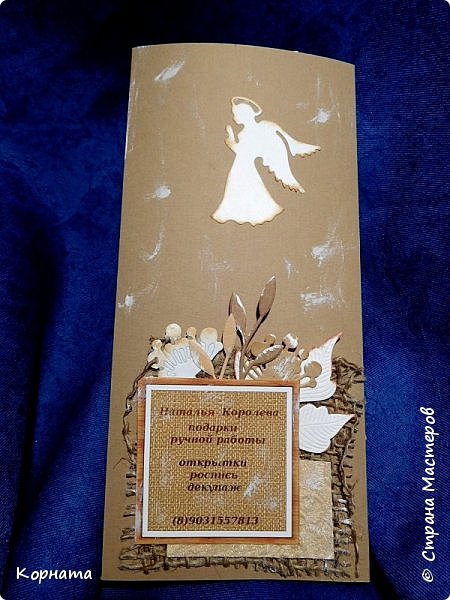 Наталья Королева
подарки
ручной работы
открытки
роспись
декупаж
(8)9031557813
Корната
© Страна Мастеров